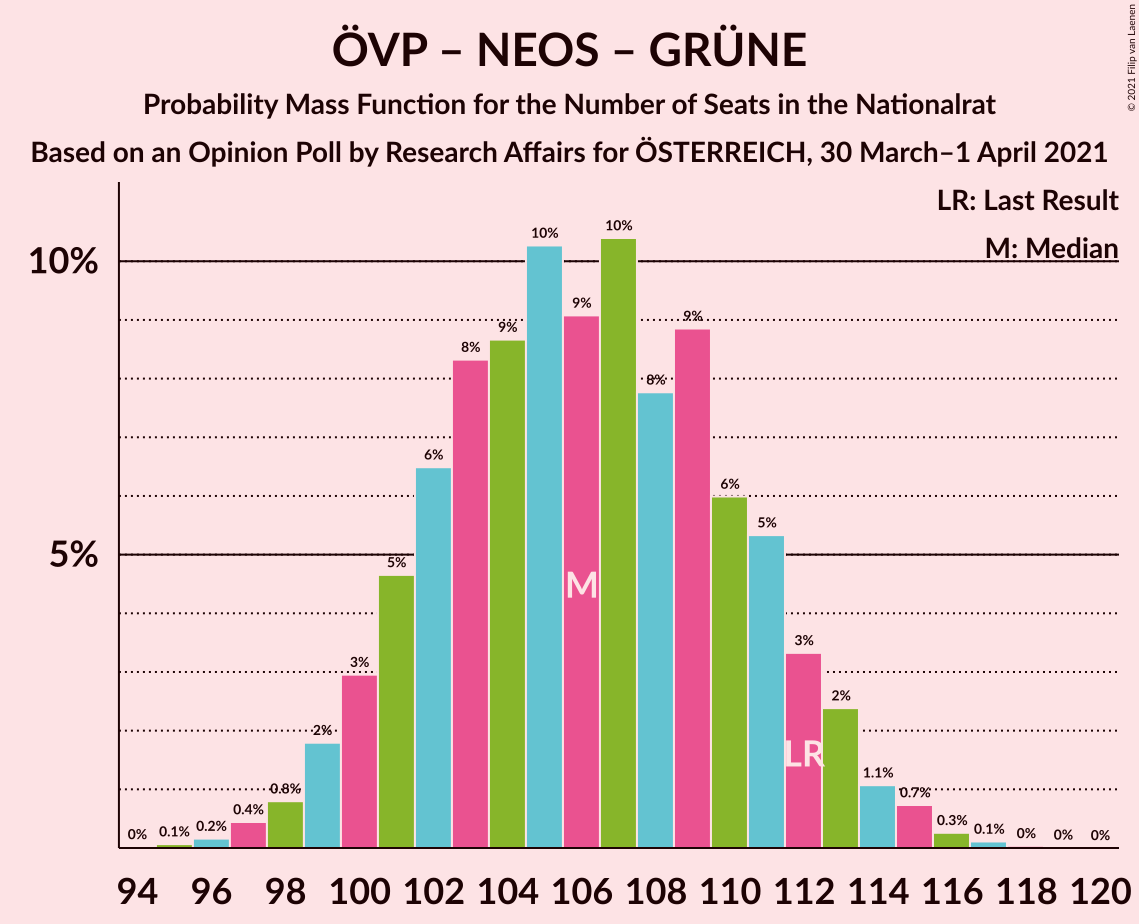 © 2021 Filip van Laenen
ÖVP – NEOS – GRÜNE
Probability Mass Function for the Number of Seats in the Nationalrat
Based on an Opinion Poll by Research Affairs for ÖSTERREICH, 30 March–1 April 2021
LR: Last Result
M: Median
10%
5%
0% 0.1% 0.2% 0.4% 0.8% 2% 3% 5% 6% 8% 9% 10% 9% 10% 8% 9% 6% 5% 3% 2% 1.1% 0.7% 0.3% 0.1% 0% 0% 0%
M
LR
94 96 98 100 102 104 106 108 110 112 114 116 118 120